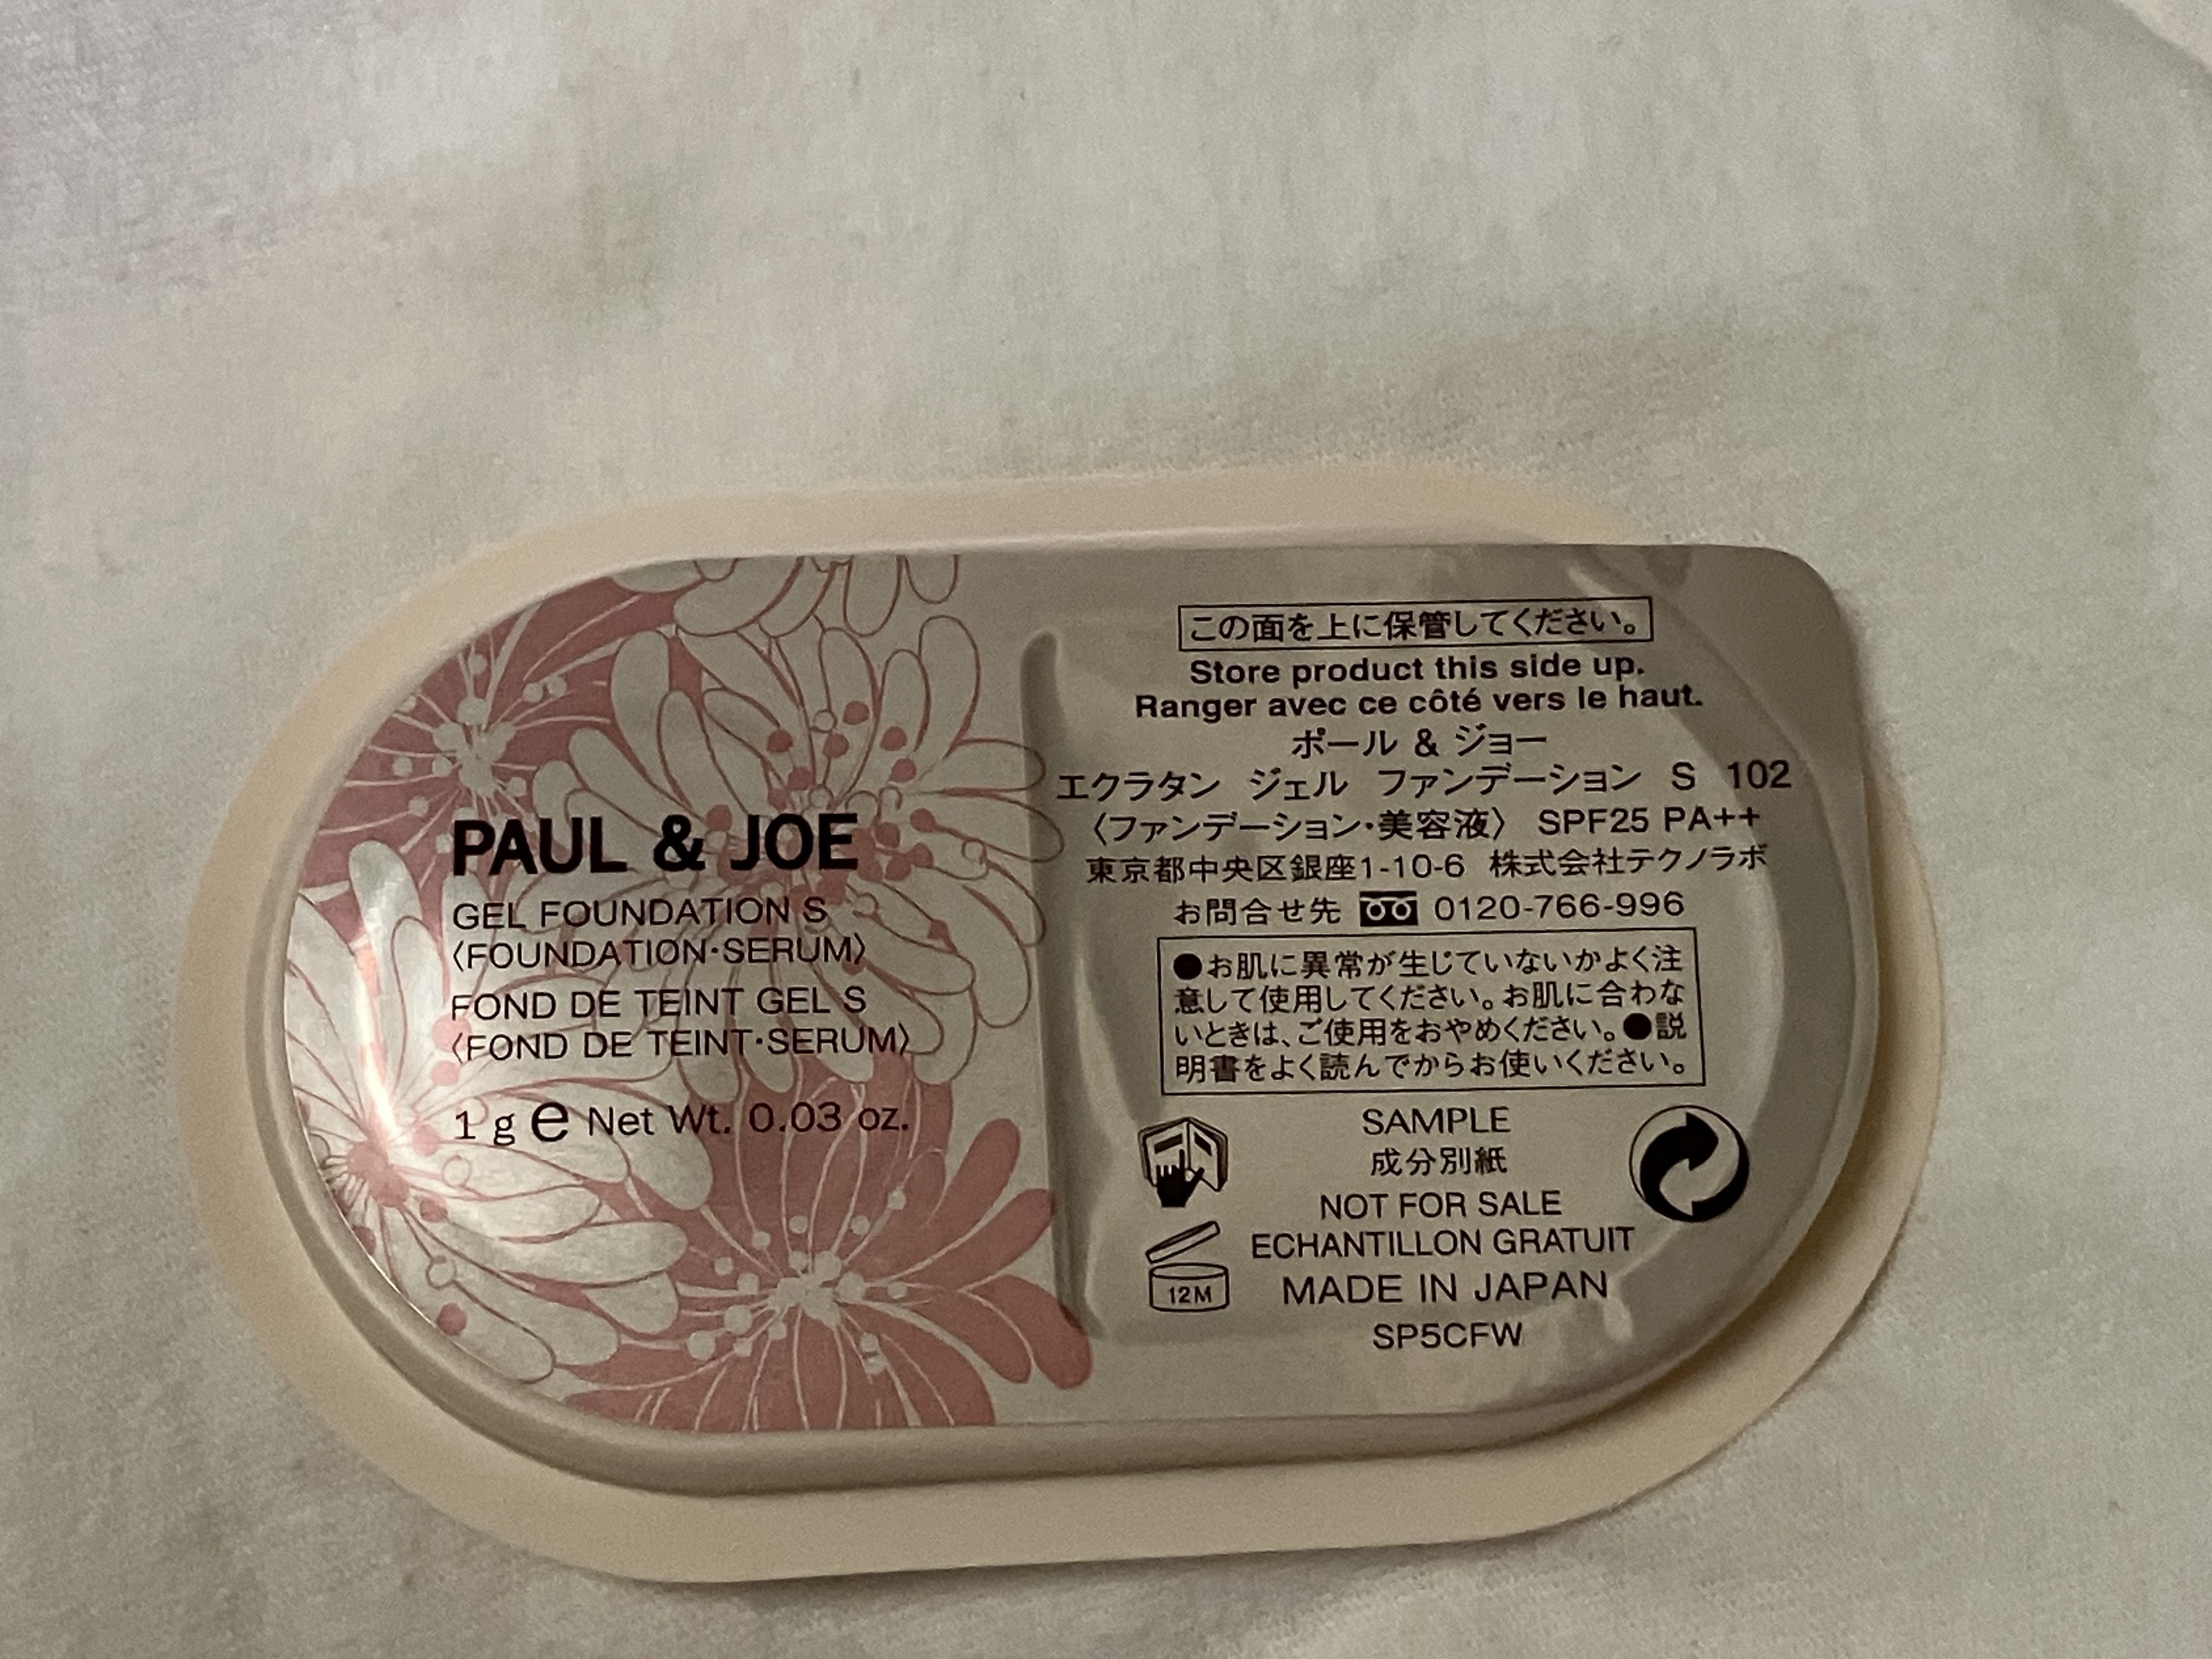 PAUL & JOE
GEL FOUNDATION S
〈FOUNDATION·SERUM〉
FOND DE TEINT GEL S
〈FOND DE TEINT·SERUM〉
1 g e Net Wt. 0.03 oz.
この面を上に保管してください。
Store product this side up.
Ranger avec ce côté vers le haut.
ポール & ジョー
エクラタン ジェル ファンデーション S 102
〈ファンデーション・美容液〉 SPF25 PA++
東京都中央区銀座1-10-6 株式会社テクノラボ
お問合せ先 0120-766-996
●お肌に異常が生じていないかよく注
意して使用してください。お肌に合わな
いときは、ご使用をおやめください。●説
明書をよく読んでからお使いください。
SAMPLE
成分別紙
NOT FOR SALE
ECHANTILLON GRATUIT
12M
MADE IN JAPAN
SP5CFW